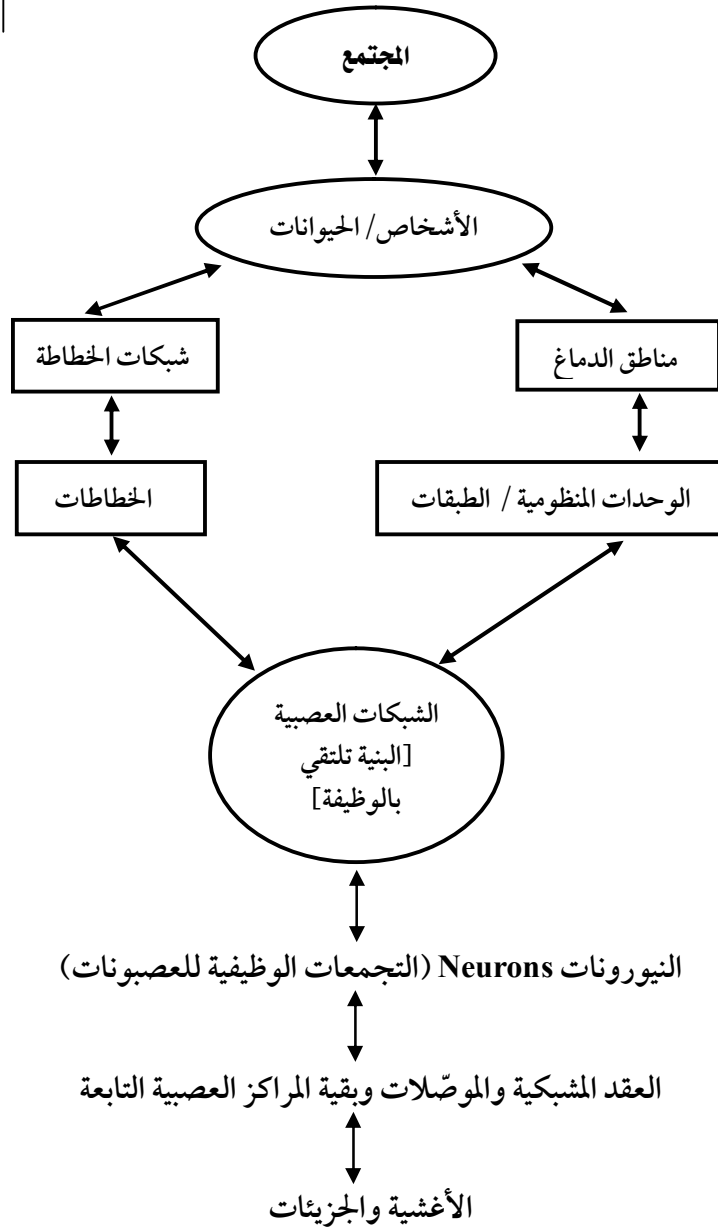 المجتمع
الأشخاص/ الحيوانات
مناطق الدماغ
شبكات الخطاطة
الوحدات المنظومية / الطبقات
الخطاطات
الشبكات العصبية
[البنية تلتقي
بالوظيفة]
النيورونات Neurons (التجمعات الوظيفية للعصبونات)
العقد المشبكية والموصّلات وبقية المراكز العصبية التابعة
الأغشية والجزيئات